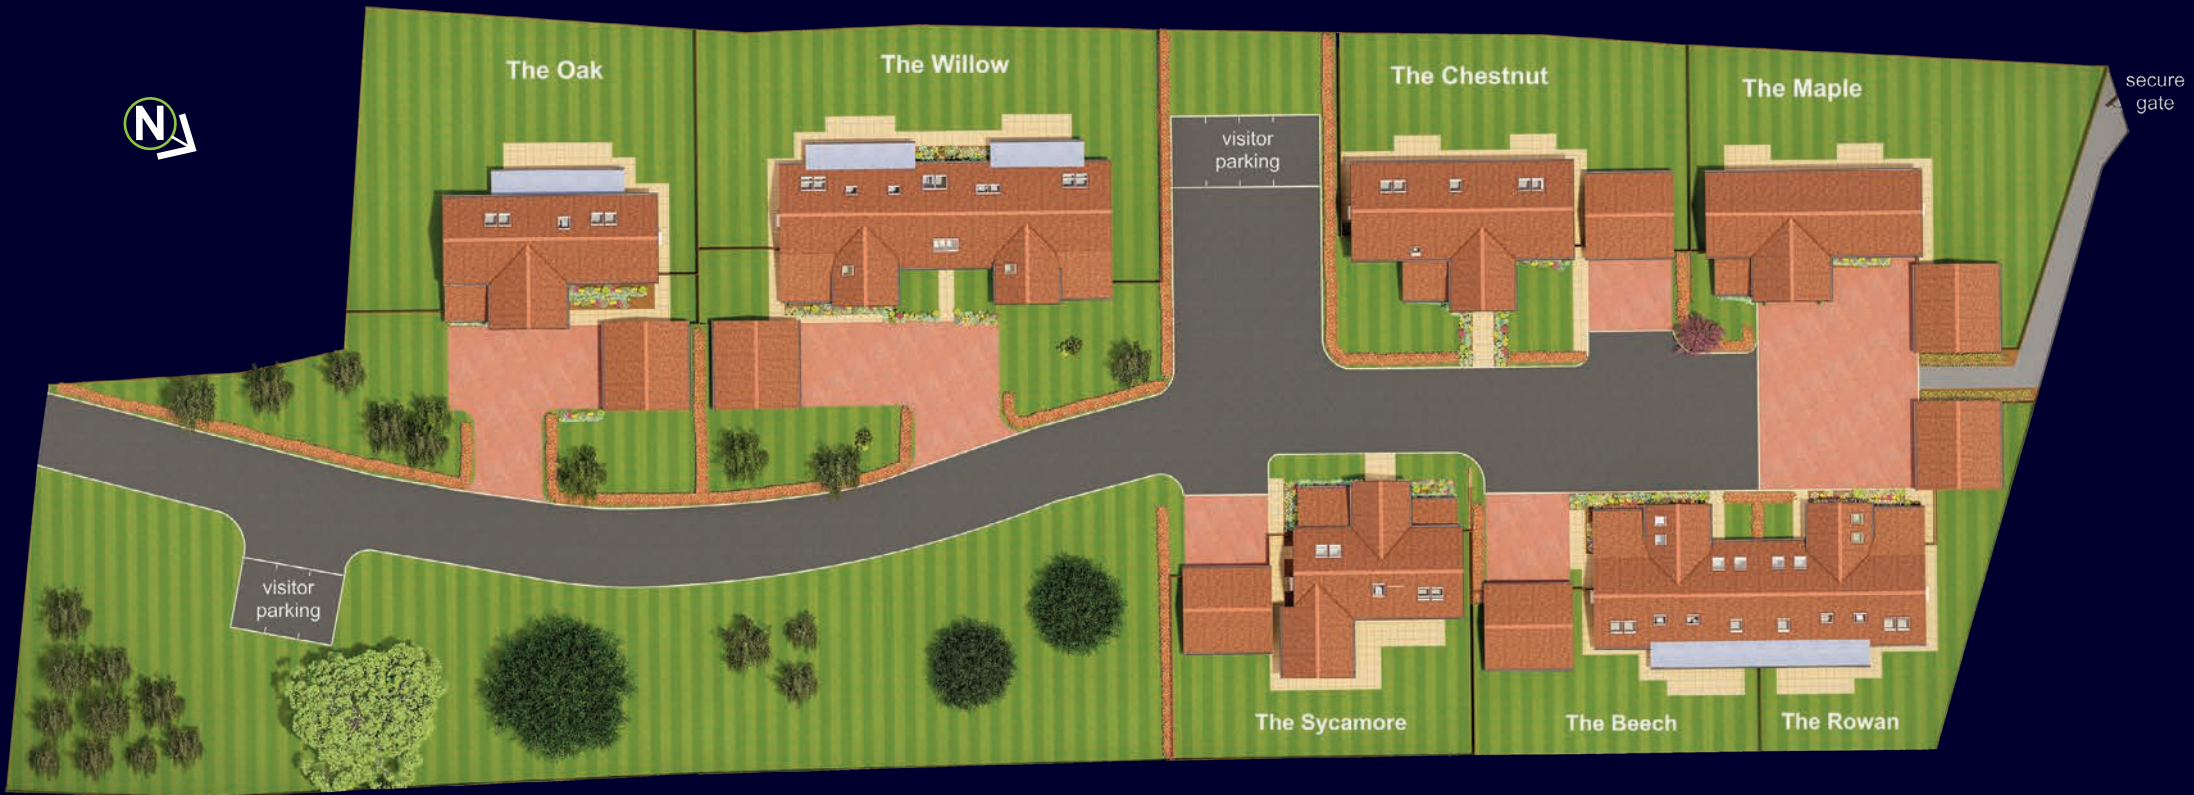 The Oak
The Willow
The Chestnut
The Maple
secure
gate
N
visitor
parking
visitor
parking
The Sycamore
The Beech
The Rowan